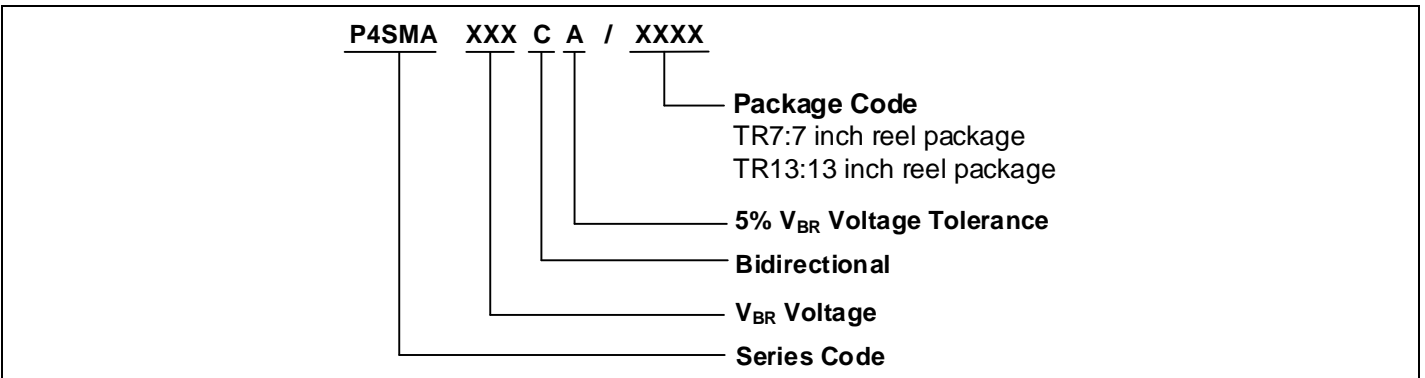 P4SMA XXX C A / XXXX
Package Code
TR7:7 inch reel package
TR13:13 inch reel package
5% VBR Voltage Tolerance
Bidirectional
VBR Voltage
Series Code